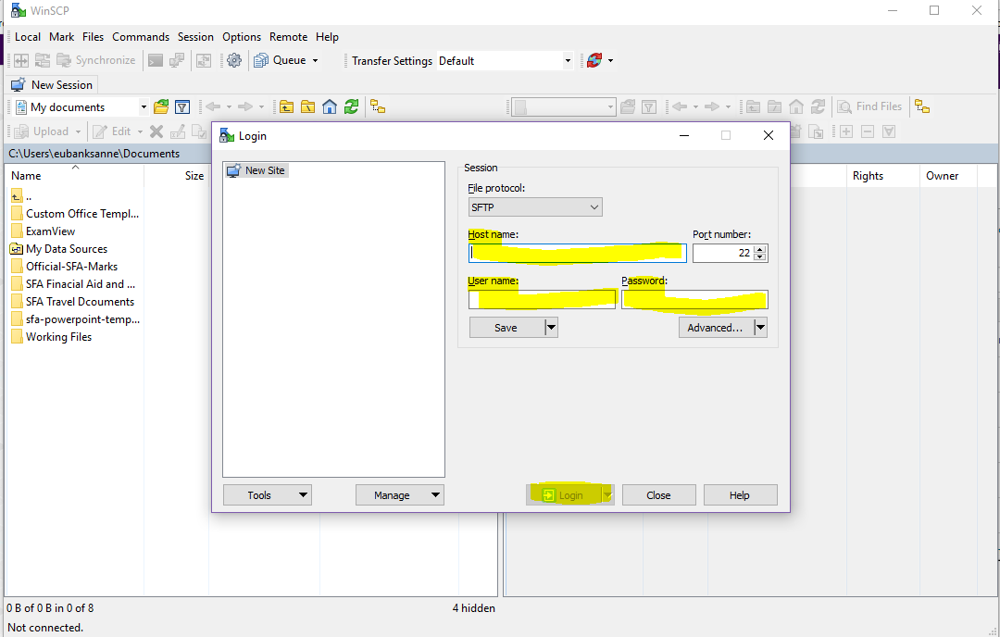 WinSCP
Local Mark Files Commands Session Options Remote Help
Synchronize Queue Transfer Settings Default
New Session
My documents Find Files
Upload Edit
C:\Users\eubanksanne\Documents
Name Size Rights Owner
..
Custom Office Templ...
ExamView
My Data Sources
Official-SFA-Marks
SFA Finacial Aid and ...
SFA Travel Dcouments
sfa-powerpoint-temp...
Working Files
Login
New Site
Session
File protocol:
SFTP
Host name: Port number:
22
User name: Password:
Save Advanced...
Tools Manage Login Close Help
0 B of 0 B in 0 of 8 4 hidden
Not connected.